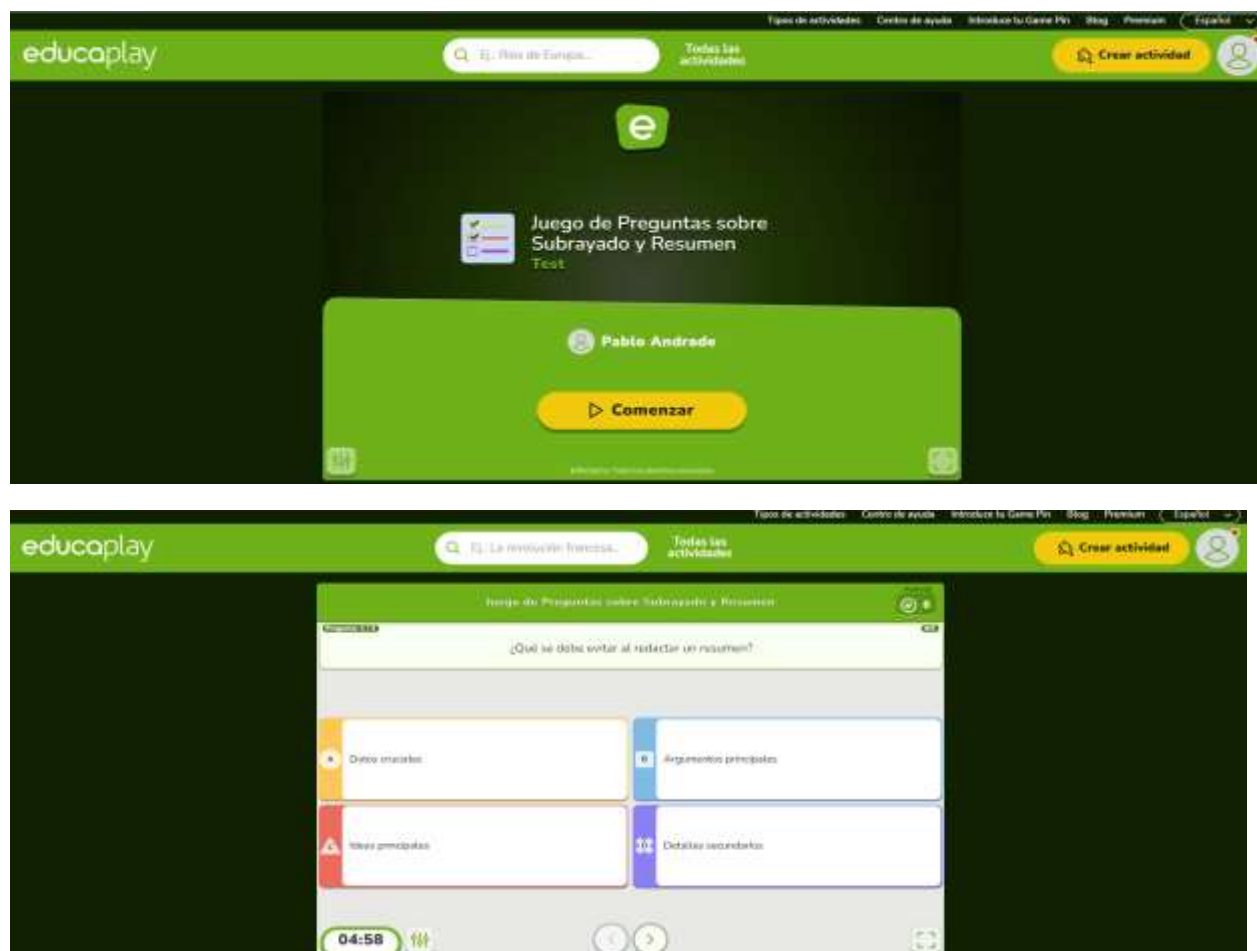 Tipos de actividades Centro de ayuda Introduce tu Game Pin Blog Premium Español
educaplay
Ej.: Ríos de Europa...
Todas las
actividades
Crear actividad
e
Juego de Preguntas sobre
Subrayado y Resumen
Test
Pablo Andrade
Comenzar
Tipos de actividades Centro de ayuda Introduce tu Game Pin Blog Premium Español
educaplay
Ej.: La revolución francesa...
Todas las
actividades
Crear actividad
Juego de Preguntas sobre Subrayado y Resumen
¿Qué se debe evitar al redactar un resumen?
A Datos cruciales
B Argumentos principales
C Ideas principales
D Detalles secundarios
04:58